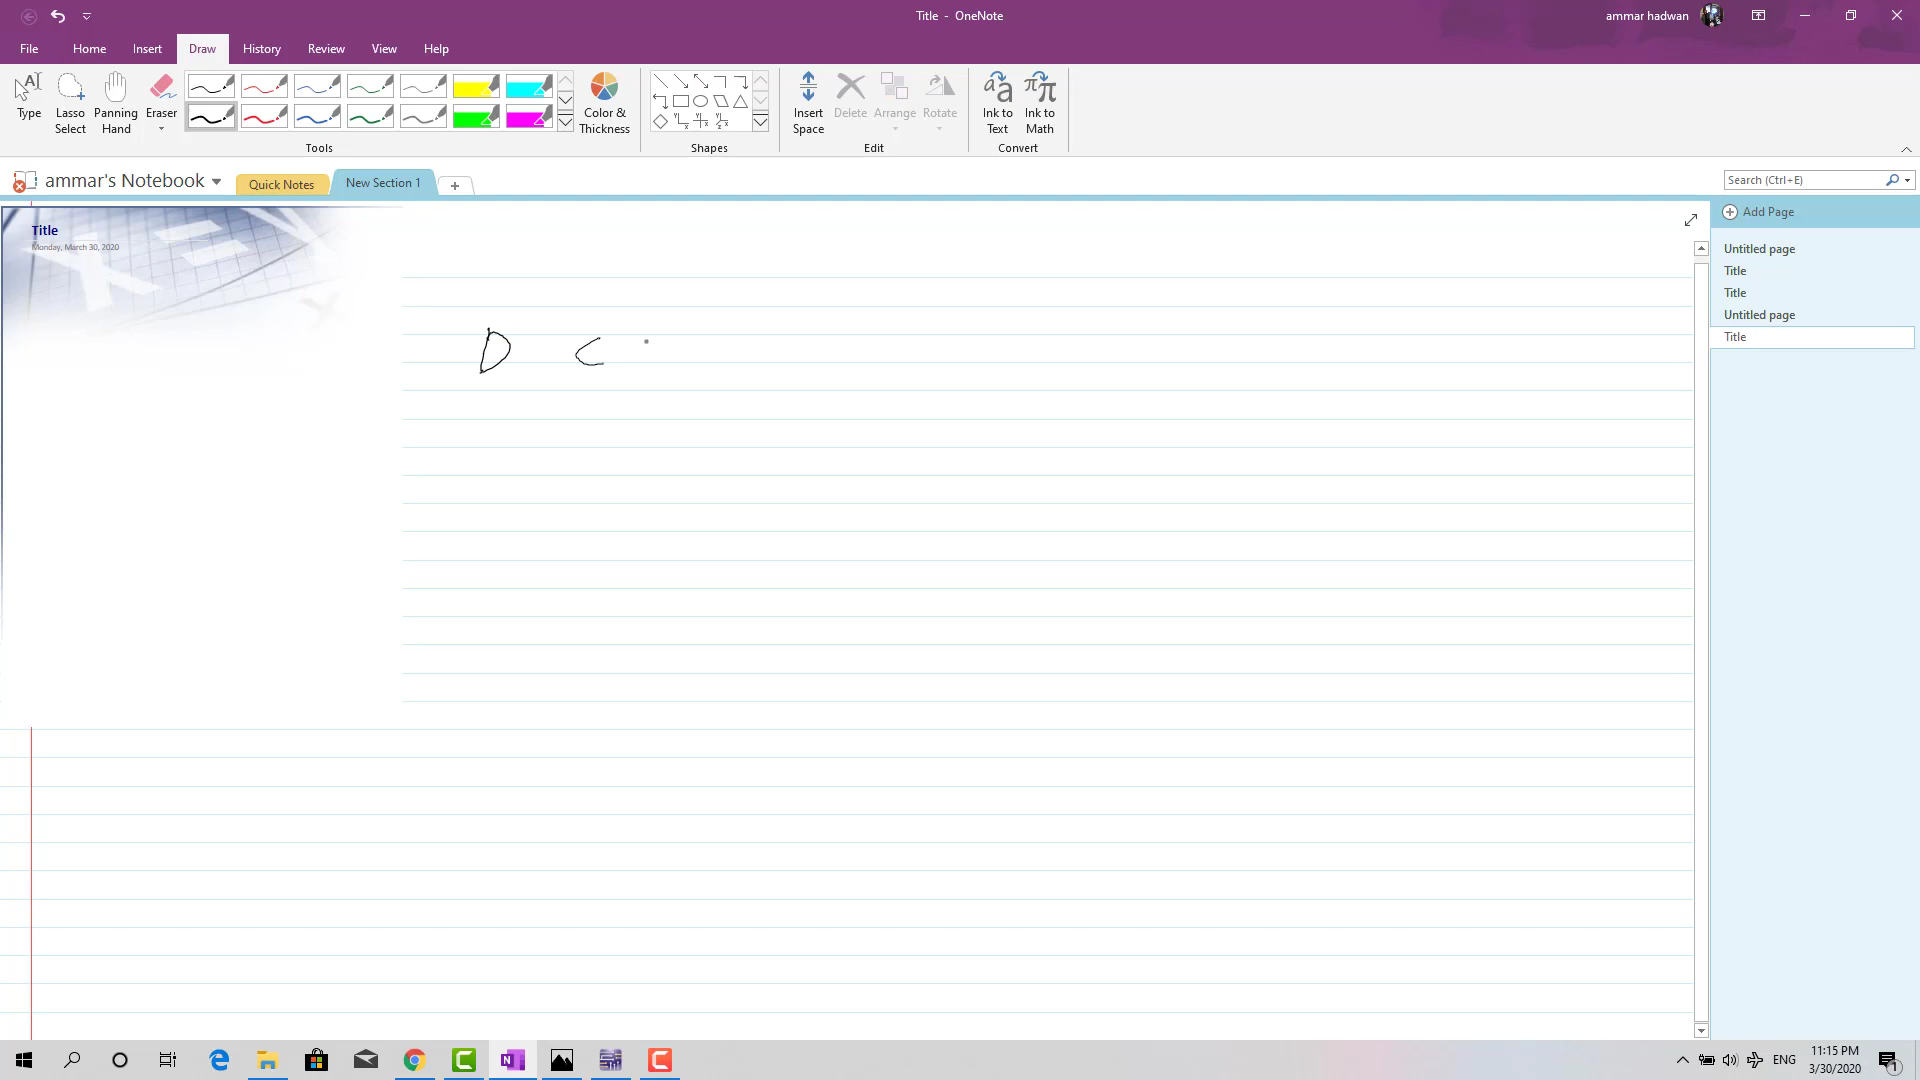 Title - OneNote
ammar hadwan
File Home Insert Draw History Review View Help
Type
Lasso Select
Panning Hand
Eraser
Color & Thickness
Insert Space
Delete
Arrange
Rotate
Ink to Text
Ink to Math
Tools
Shapes
Edit
Convert
ammar's Notebook
Quick Notes
New Section 1
Search (Ctrl+E)
Title
Monday, March 30, 2020
D C
Add Page
Untitled page
Title
Title
Untitled page
Title
ENG
11:15 PM
3/30/2020
1